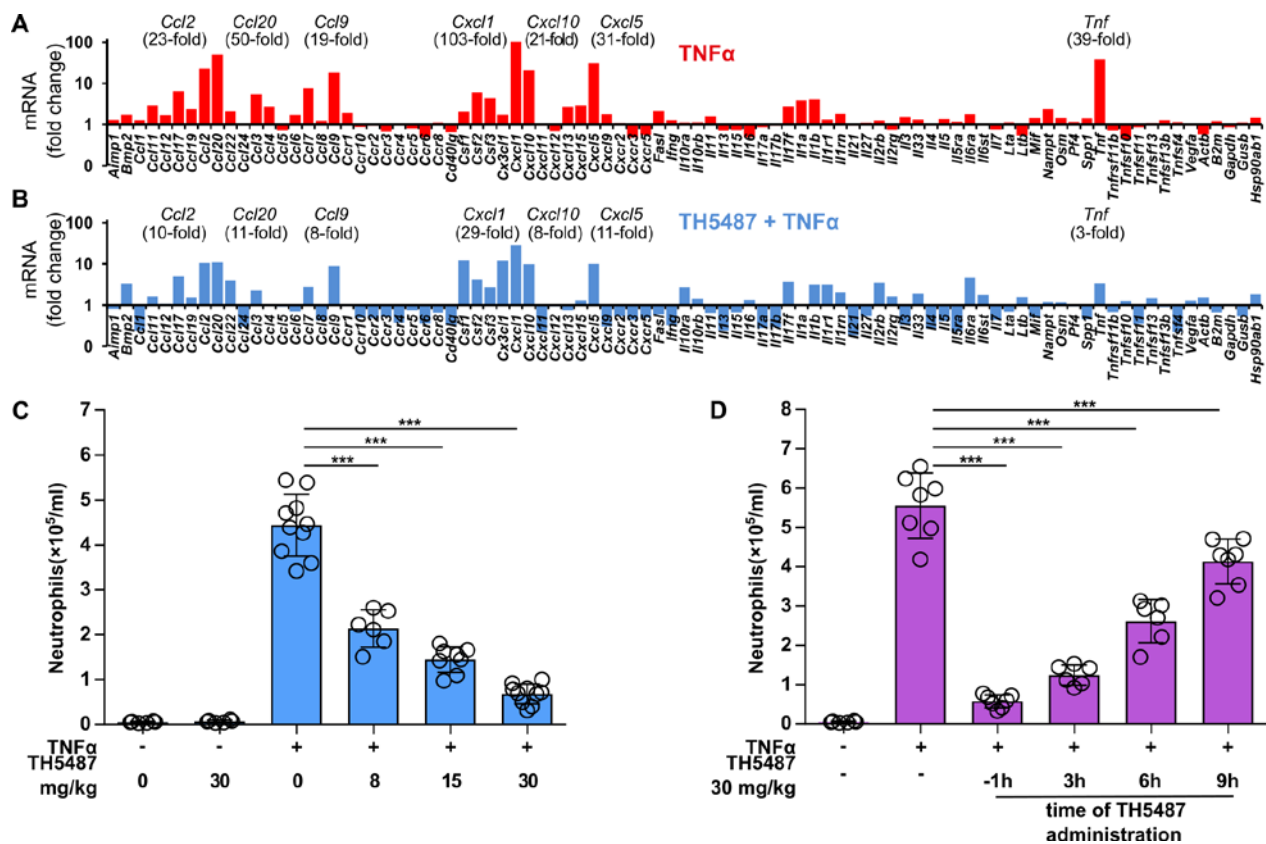 A
Ccl2 Ccl20 Ccl9 Cxcl1 Cxcl10 Cxcl5 Tnf
(23-fold) (50-fold) (19-fold) (103-fold) (21-fold) (31-fold) (39-fold)
TNFα
mRNA
(fold change)
100
10
1
0
Aimp1 Bmp2 Ccl1 Ccl11 Ccl12 Ccl17 Ccl19 Ccl2 Ccl20 Ccl22 Ccl24 Ccl3 Ccl4 Ccl5 Ccl6 Ccl7 Ccl8 Ccl9 Ccr1 Ccr10 Ccr2 Ccr3 Ccr4 Ccr5 Ccr6 Ccr8 Cd40lg Csf1 Csf2 Csf3 Cx3cl1 Cxcl1 Cxcl10 Cxcl11 Cxcl12 Cxcl13 Cxcl15 Cxcl5 Cxcl9 Cxcr2 Cxcr3 Cxcr5 Fasl Ifng Il10ra Il10rb Il11 Il13 Il15 Il16 Il17a Il17b Il17f Il1a Il1b Il1r1 Il1rn Il21 Il27 Il2rb Il2rg Il3 Il33 Il4 Il5 Il5ra Il6ra Il6st Il7 Lta Ltb Mif Nampt Osm Pf4 Spp1 Tnf Tnfrsf11b Tnfsf10 Tnfsf11 Tnfsf13 Tnfsf13b Tnfsf4 Vegfa Actb B2m Gapdh Gusb Hsp90ab1
B
Ccl2 Ccl20 Ccl9 Cxcl1 Cxcl10 Cxcl5 Tnf
(10-fold) (11-fold) (8-fold) (29-fold) (8-fold) (11-fold) (3-fold)
TH5487 + TNFα
mRNA
(fold change)
100
10
1
0
Aimp1 Bmp2 Ccl1 Ccl11 Ccl12 Ccl17 Ccl19 Ccl2 Ccl20 Ccl22 Ccl24 Ccl3 Ccl4 Ccl5 Ccl6 Ccl7 Ccl8 Ccl9 Ccr1 Ccr10 Ccr2 Ccr3 Ccr4 Ccr5 Ccr6 Ccr8 Cd40lg Csf1 Csf2 Csf3 Cx3cl1 Cxcl1 Cxcl10 Cxcl11 Cxcl12 Cxcl13 Cxcl15 Cxcl5 Cxcl9 Cxcr2 Cxcr3 Cxcr5 Fasl Ifng Il10ra Il10rb Il11 Il13 Il15 Il16 Il17a Il17b Il17f Il1a Il1b Il1r1 Il1rn Il21 Il27 Il2rb Il2rg Il3 Il33 Il4 Il5 Il5ra Il6ra Il6st Il7 Lta Ltb Mif Nampt Osm Pf4 Spp1 Tnf Tnfrsf11b Tnfsf10 Tnfsf11 Tnfsf13 Tnfsf13b Tnfsf4 Vegfa Actb B2m Gapdh Gusb Hsp90ab1
C
Neutrophils(×10⁵/ml)
7
6
5
4
3
2
1
0
***
***
***
TNFα - - + + + +
TH5487
mg/kg 0 30 0 8 15 30
D
Neutrophils(×10⁵/ml)
8
7
6
5
4
3
2
1
0
***
***
***
***
TNFα - + + + + +
TH5487
30 mg/kg - - -1h 3h 6h 9h
time of TH5487
administration